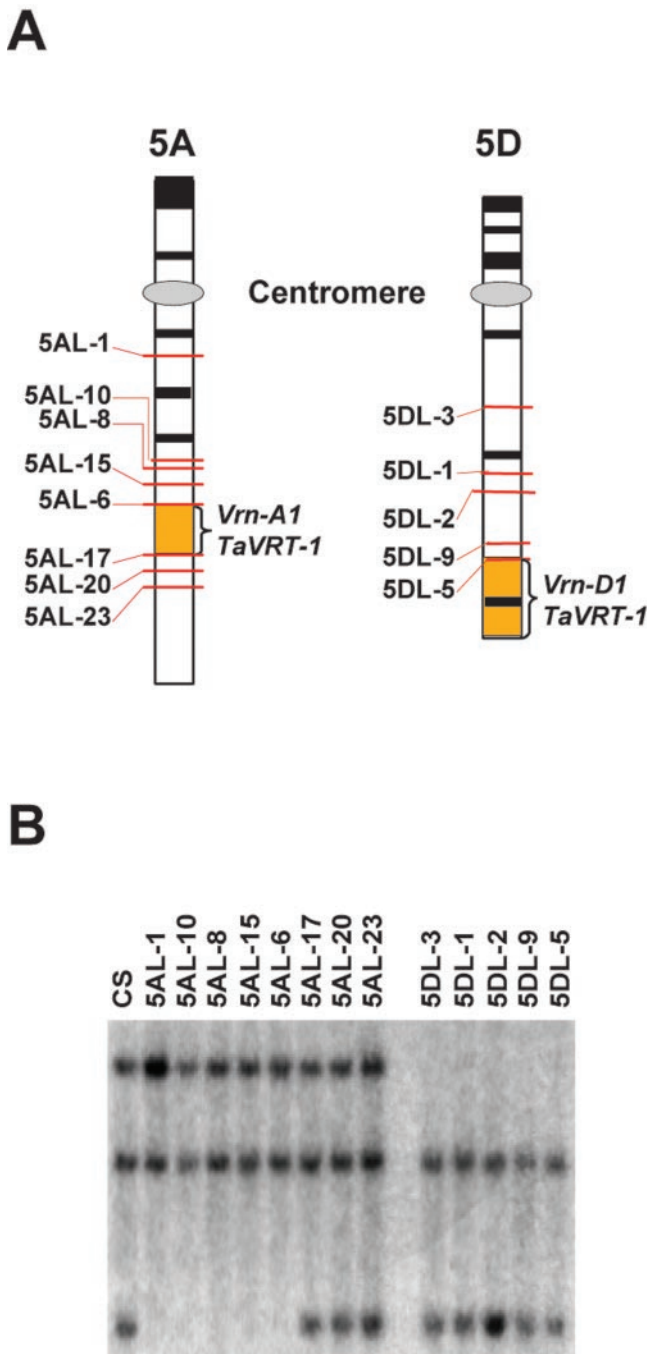 A
5A
5D
Centromere
5AL-1
5AL-10
5AL-8
5AL-15
5AL-6
5AL-17
5AL-20
5AL-23
Vrn-A1
TaVRT-1
5DL-3
5DL-1
5DL-2
5DL-9
5DL-5
Vrn-D1
TaVRT-1
B
CS
5AL-1
5AL-10
5AL-8
5AL-15
5AL-6
5AL-17
5AL-20
5AL-23
5DL-3
5DL-1
5DL-2
5DL-9
5DL-5